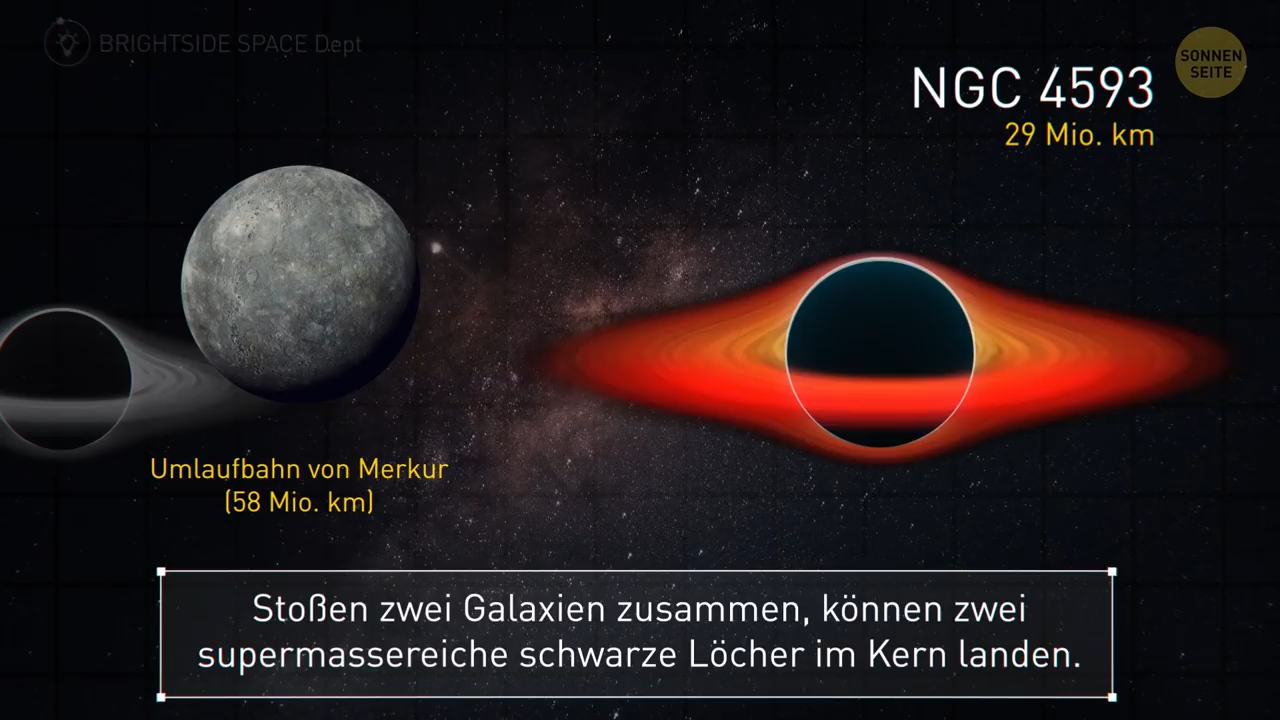 BRIGHTSIDE SPACE Dept
SONNEN
SEITE
NGC 4593
29 Mio. km
Umlaufbahn von Merkur
(58 Mio. km)
Stoßen zwei Galaxien zusammen, können zwei
supermassereiche schwarze Löcher im Kern landen.